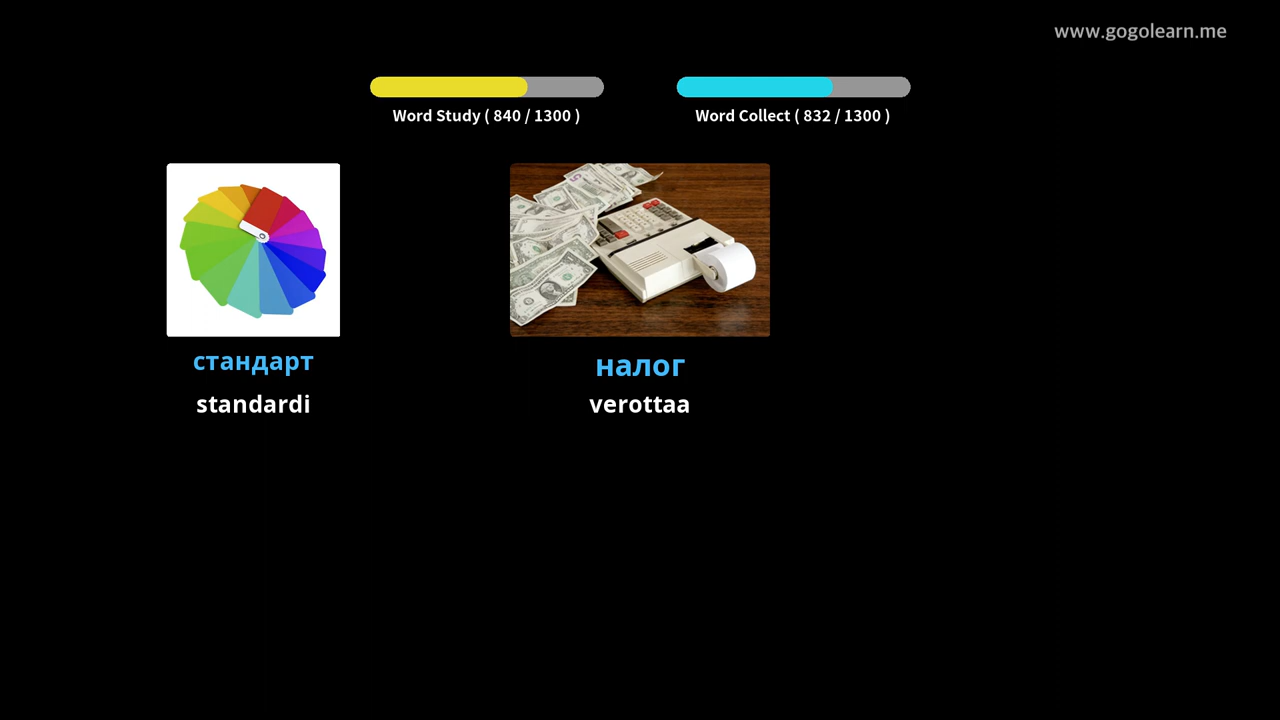 www.gogolearn.me
Word Study ( 840 / 1300 )
Word Collect ( 832 / 1300 )
стандарт
standardi
налог
verottaa